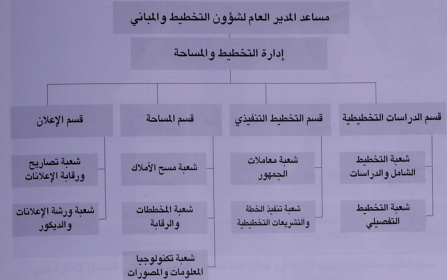 مساعد المدير العام لشؤون التخطيط والمباني
إدارة التخطيط والمساحة
قسم الدراسات التخطيطية
قسم التخطيط التنفيذي
قسم المساحة
قسم الإعلان
شعبة التخطيط
الشامل والدراسات
شعبة معاملات
الجمهور
شعبة مسح الأملاك
شعبة تصاريح
ورقابة الإعلانات
شعبة التخطيط
التفصيلي
شعبة تنفيذ الخطة
والتشريعات التخطيطية
شعبة المخططات
والرقابة
شعبة ورشة الإعلانات
والديكور
شعبة تكنولوجيا
المعلومات والمصورات